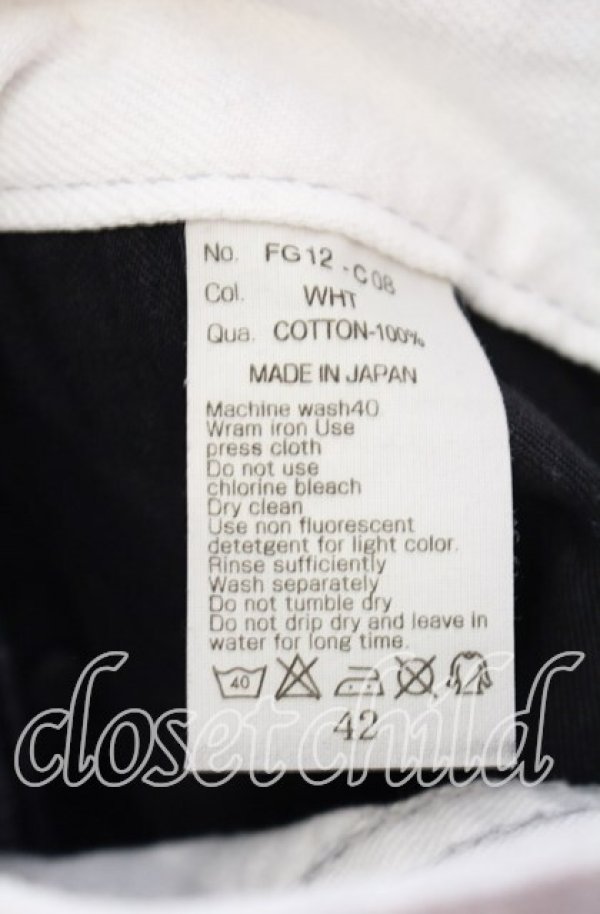 No. FG12-C08
Col. WHT
Qua. COTTON-100%
MADE IN JAPAN
Machine wash40
Wram iron Use
press cloth
Do not use
chlorine bleach
Dry clean
Use non fluorescent
detetgent for light color.
Rinse sufficiently
Wash separately
Do not tumble dry
Do not drip dry and leave in
water for long time.
40
42
closet child